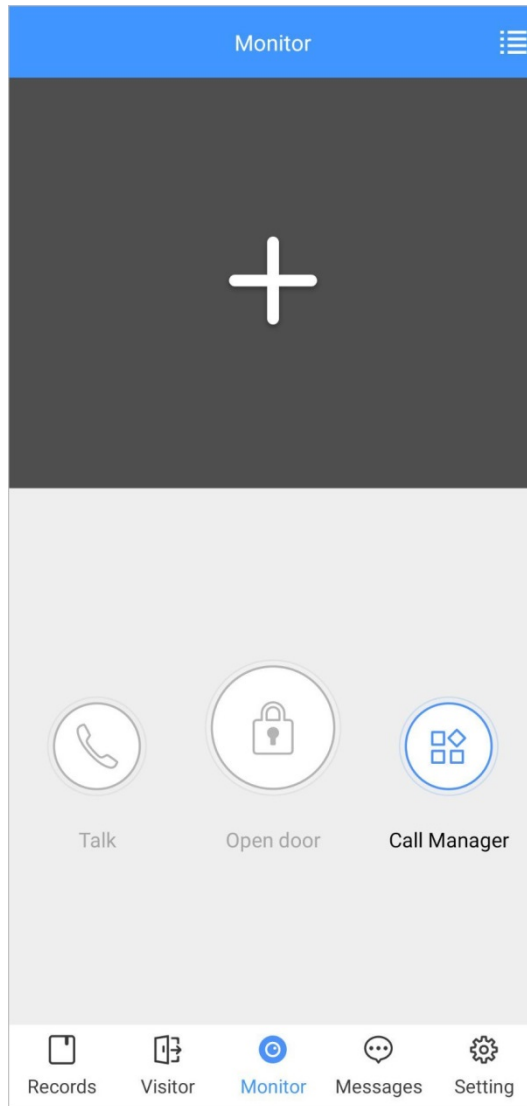 Monitor
Talk
Open door
Call Manager
Records
Visitor
Monitor
Messages
Setting